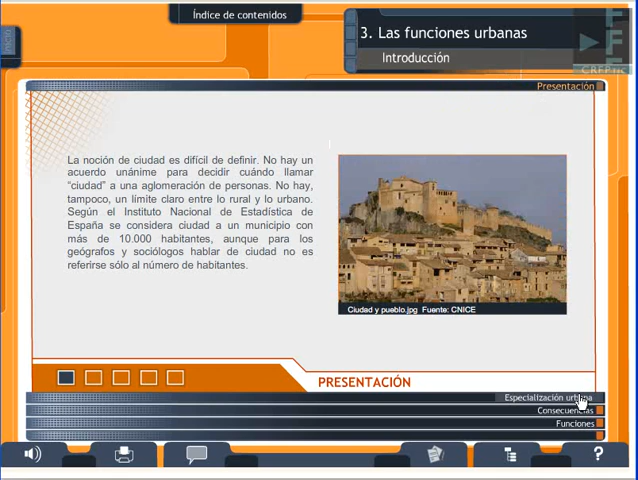 Índice de contenidos
3. Las funciones urbanas
Introducción
Presentación
La noción de ciudad es difícil de definir. No hay un
acuerdo unánime para decidir cuándo llamar
“ciudad” a una aglomeración de personas. No hay,
tampoco, un límite claro entre lo rural y lo urbano.
Según el Instituto Nacional de Estadística de
España se considera ciudad a un municipio con
más de 10.000 habitantes, aunque para los
geógrafos y sociólogos hablar de ciudad no es
referirse sólo al número de habitantes.
Ciudad y pueblo.jpg Fuente: CNICE
PRESENTACIÓN
Especialización urbana
Consecuencias
Funciones
?